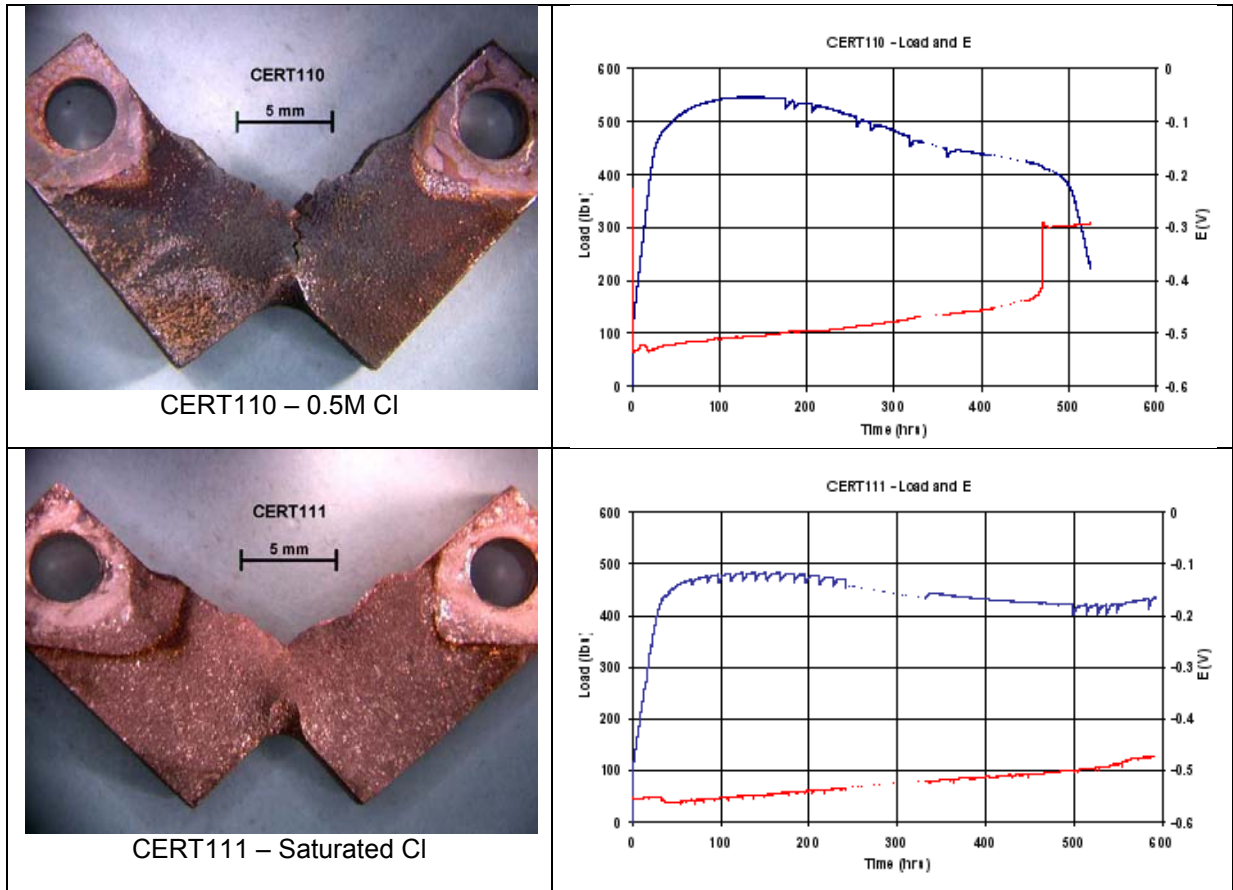 CERT110
5 mm
CERT110 – 0.5M Cl
CERT110 - Load and E
600
500
400
300
200
100
0
Load (lbs)
0
-0.1
-0.2
-0.3
-0.4
-0.5
-0.6
E (V)
0 100 200 300 400 500 600
Time (hrs)
CERT111
5 mm
CERT111 – Saturated Cl
CERT111 - Load and E
600
500
400
300
200
100
0
Load (lbs)
0
-0.1
-0.2
-0.3
-0.4
-0.5
-0.6
E (V)
0 100 200 300 400 500 600
Time (hrs)